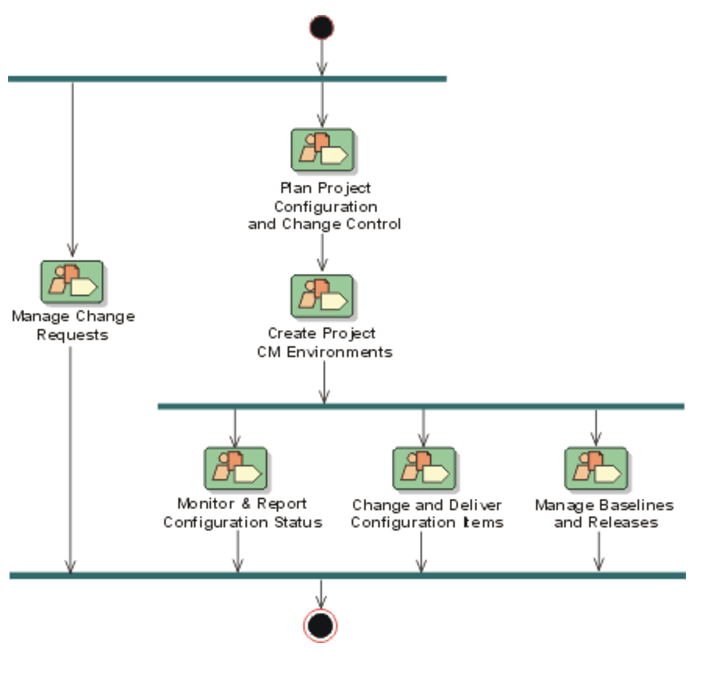 Plan Project
Configuration
and Change Control
Manage Change
Requests
Create Project
CM Environments
Monitor & Report
Configuration Status
Change and Deliver
Configuration Items
Manage Baselines
and Releases